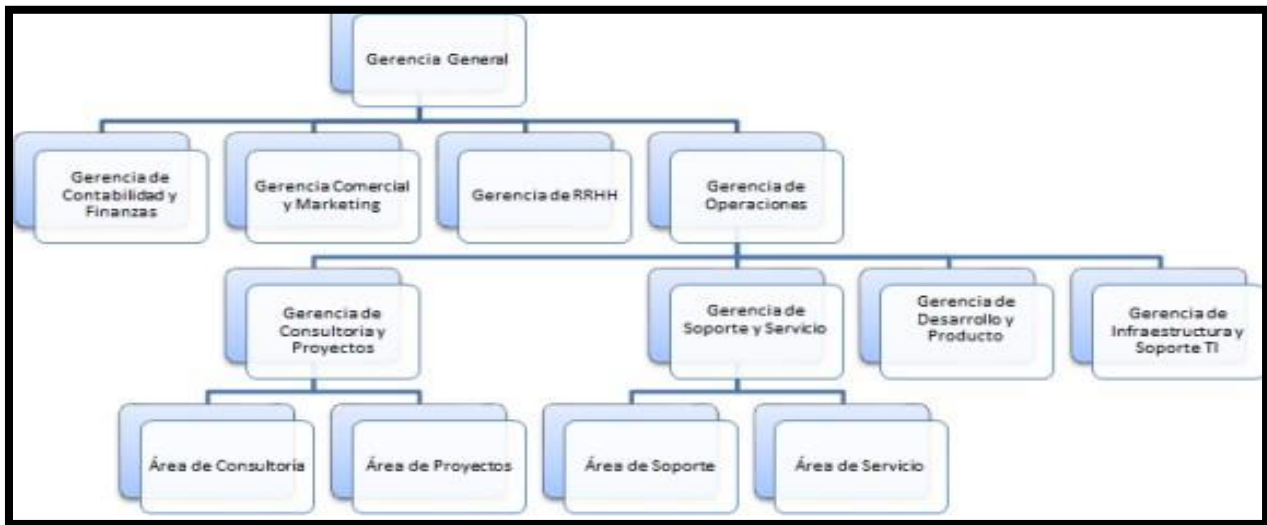 Gerencia General
Gerencia de
Contabilidad y
Finanzas
Gerencia Comercial
y Marketing
Gerencia de RRHH
Gerencia de
Operaciones
Gerencia de
Consultoria y
Proyectos
Gerencia de
Soporte y Servicio
Gerencia de
Desarrollo y
Producto
Gerencia de
Infraestructura y
Soporte TI
Área de Consultoría
Área de Proyectos
Área de Soporte
Área de Servicio